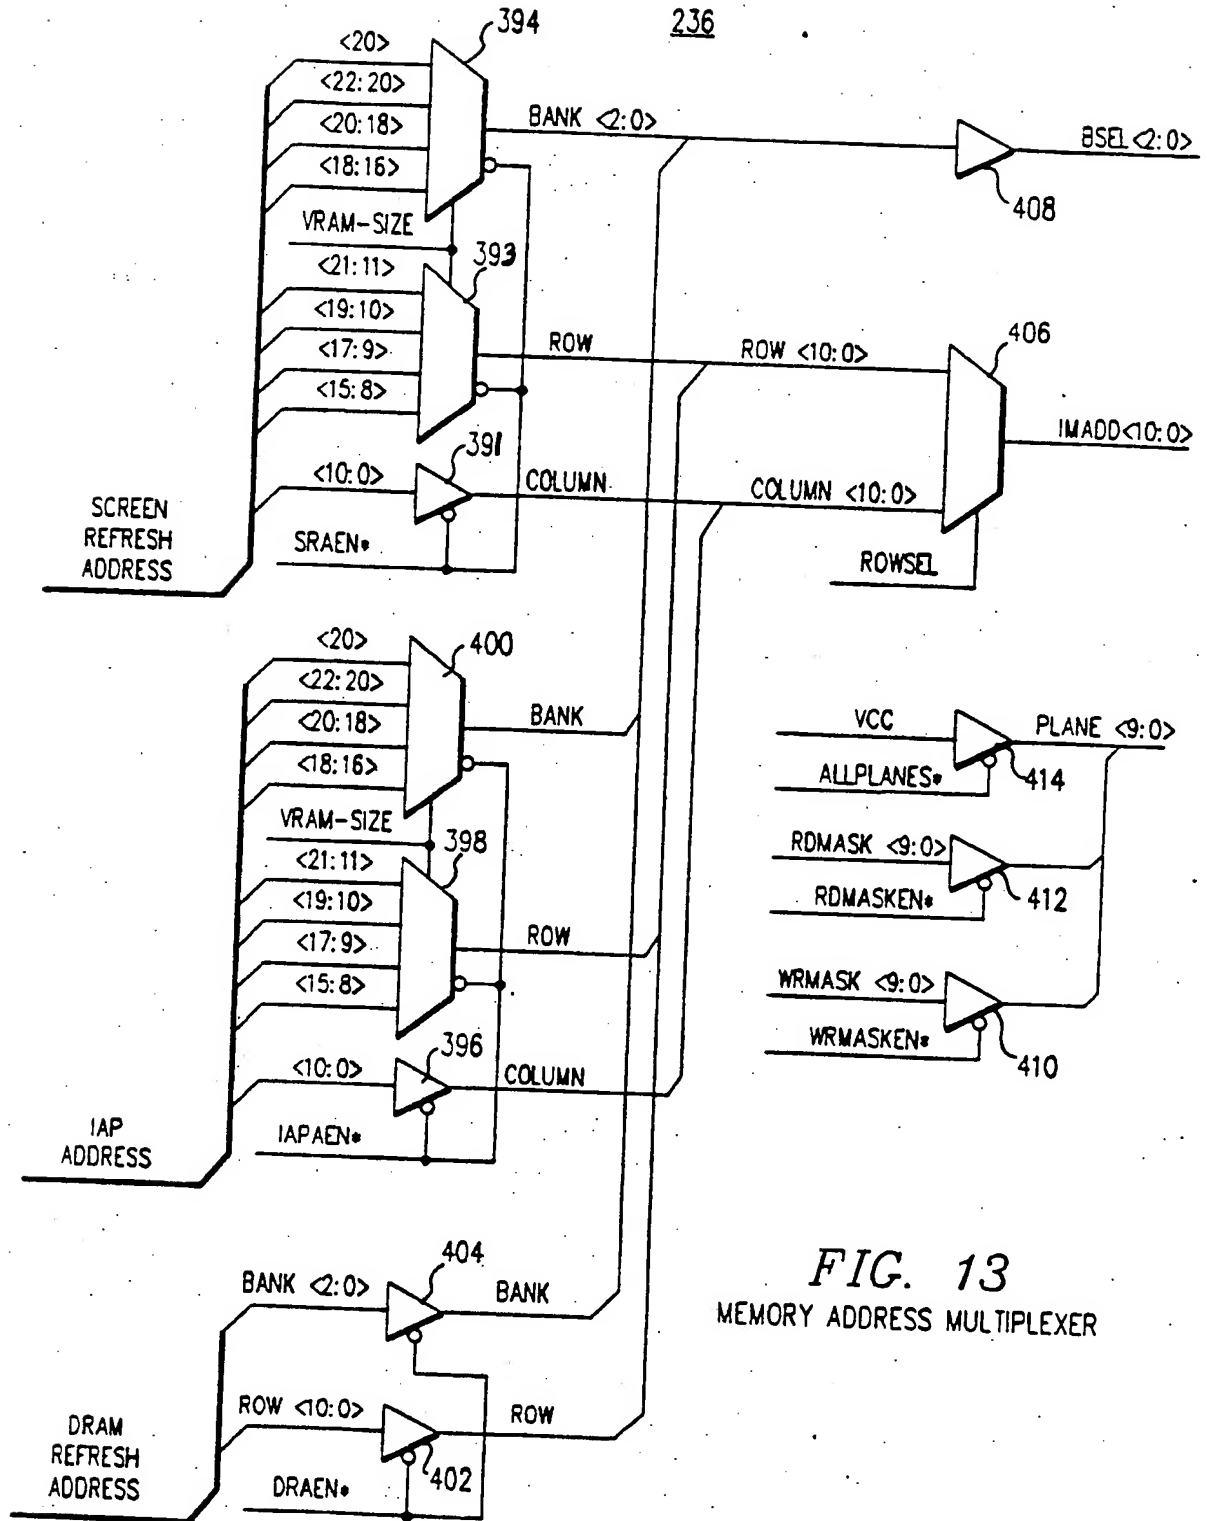 236
394
<20>
<22:20>
<20:18>
<18:16>
BANK <2:0>
BSEL<2:0>
408
VRAM-SIZE
393
<21:11>
<19:10>
<17:9>
<15:8>
ROW
ROW <10:0>
406
IMADD<10:0>
391
<10:0>
COLUMN
COLUMN <10:0>
SCREEN
REFRESH
ADDRESS
SRAEN*
ROWSEL
400
<20>
<22:20>
<20:18>
<18:16>
BANK
VRAM-SIZE
398
<21:11>
<19:10>
<17:9>
<15:8>
ROW
396
<10:0>
COLUMN
IAP
ADDRESS
IAPAEN*
VCC
PLANE <9:0>
ALLPLANES*
414
RDMASK <9:0>
RDMASKEN*
412
WRMASK <9:0>
WRMASKEN*
410
404
BANK <2:0>
BANK
ROW <10:0>
ROW
402
DRAM
REFRESH
ADDRESS
DRAEN*
FIG. 13
MEMORY ADDRESS MULTIPLEXER